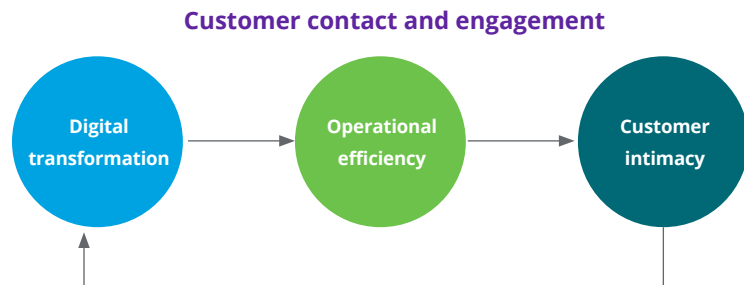 Customer contact and engagement
Digital
transformation
Operational
efficiency
Customer
intimacy